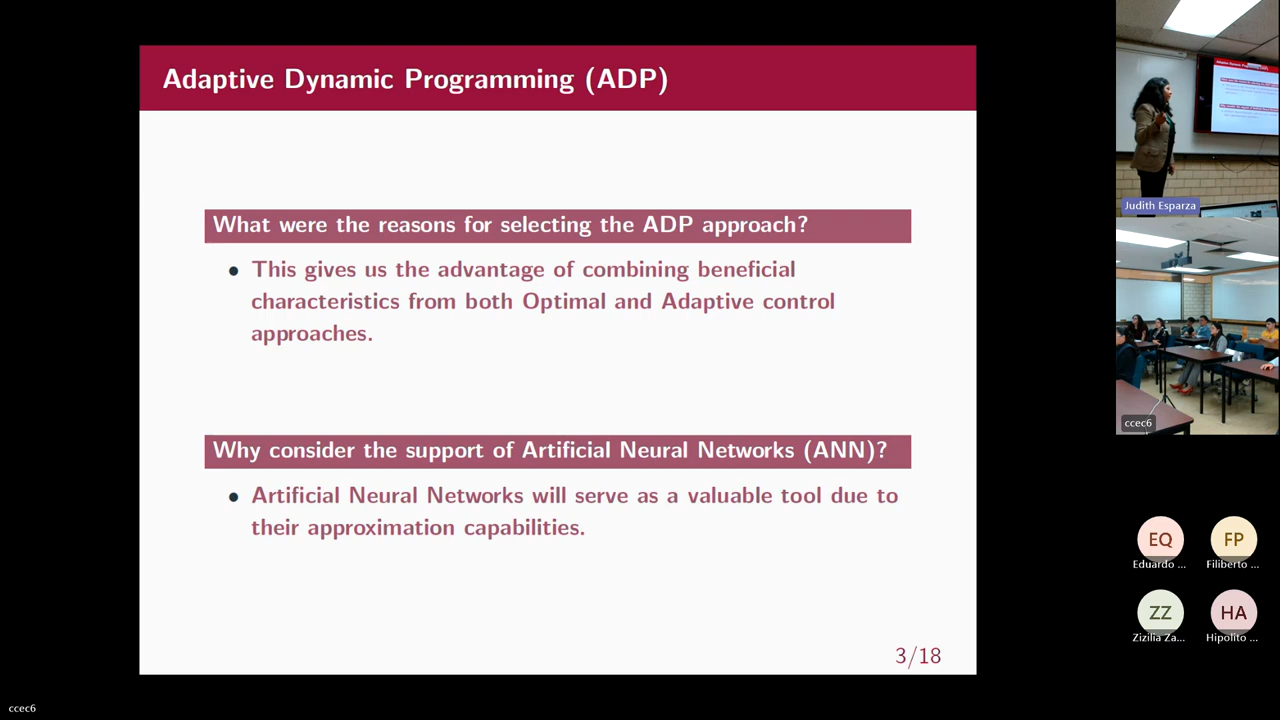 Adaptive Dynamic Programming (ADP)
What were the reasons for selecting the ADP approach?
• This gives us the advantage of combining beneficial
characteristics from both Optimal and Adaptive control
approaches.
Why consider the support of Artificial Neural Networks (ANN)?
• Artificial Neural Networks will serve as a valuable tool due to
their approximation capabilities.
3/18
Judith Esparza
ccec6
EQ
Eduardo ...
FP
Filiberto ...
ZZ
Zizilia Za...
HA
Hipolito ...
ccec6